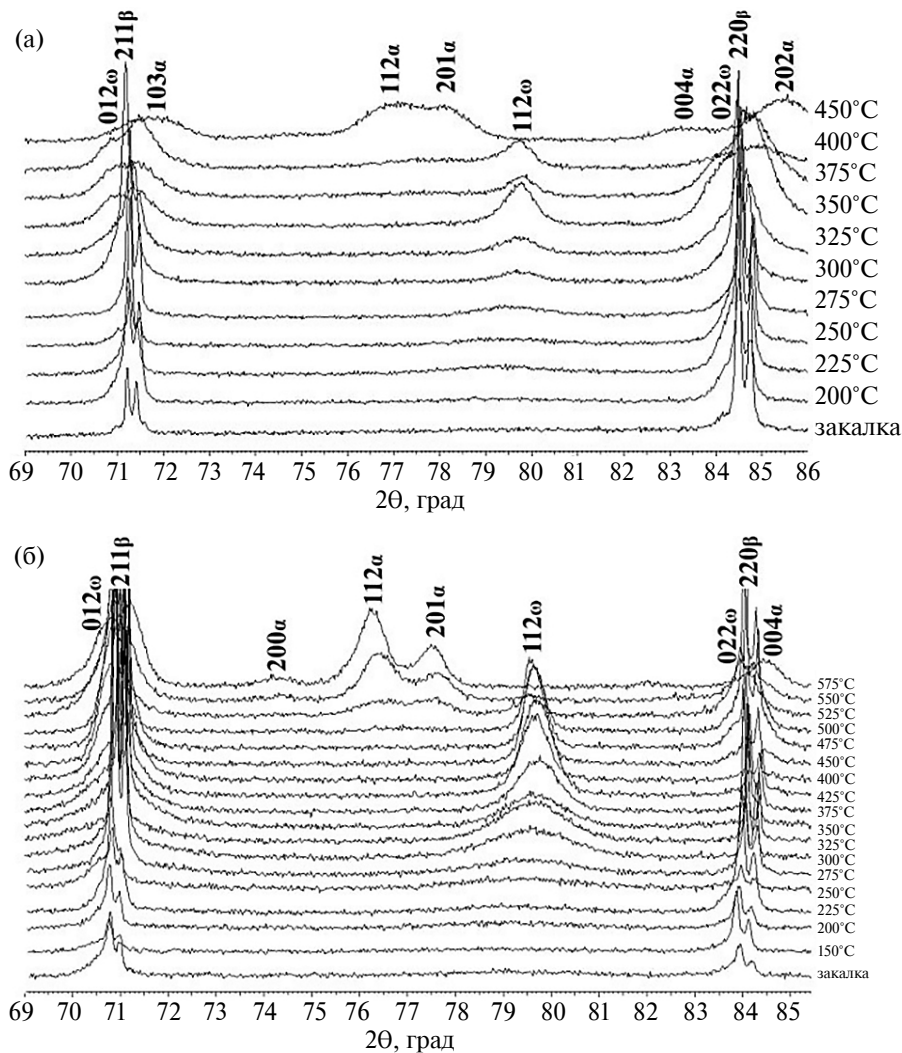 (а)
012ω
211β
103α
112α
201α
112ω
004α
022ω
220β
202α
450°C
400°C
375°C
350°C
325°C
300°C
275°C
250°C
225°C
200°C
закалка
69 70 71 72 73 74 75 76 77 78 79 80 81 82 83 84 85 86
2Θ, град
(б)
012ω
211β
200α
112α
201α
112ω
022ω
220β
004α
575°C
550°C
525°C
500°C
475°C
450°C
400°C
425°C
375°C
350°C
325°C
300°C
275°C
250°C
225°C
200°C
150°C
закалка
69 70 71 72 73 74 75 76 77 78 79 80 81 82 83 84 85
2Θ, град